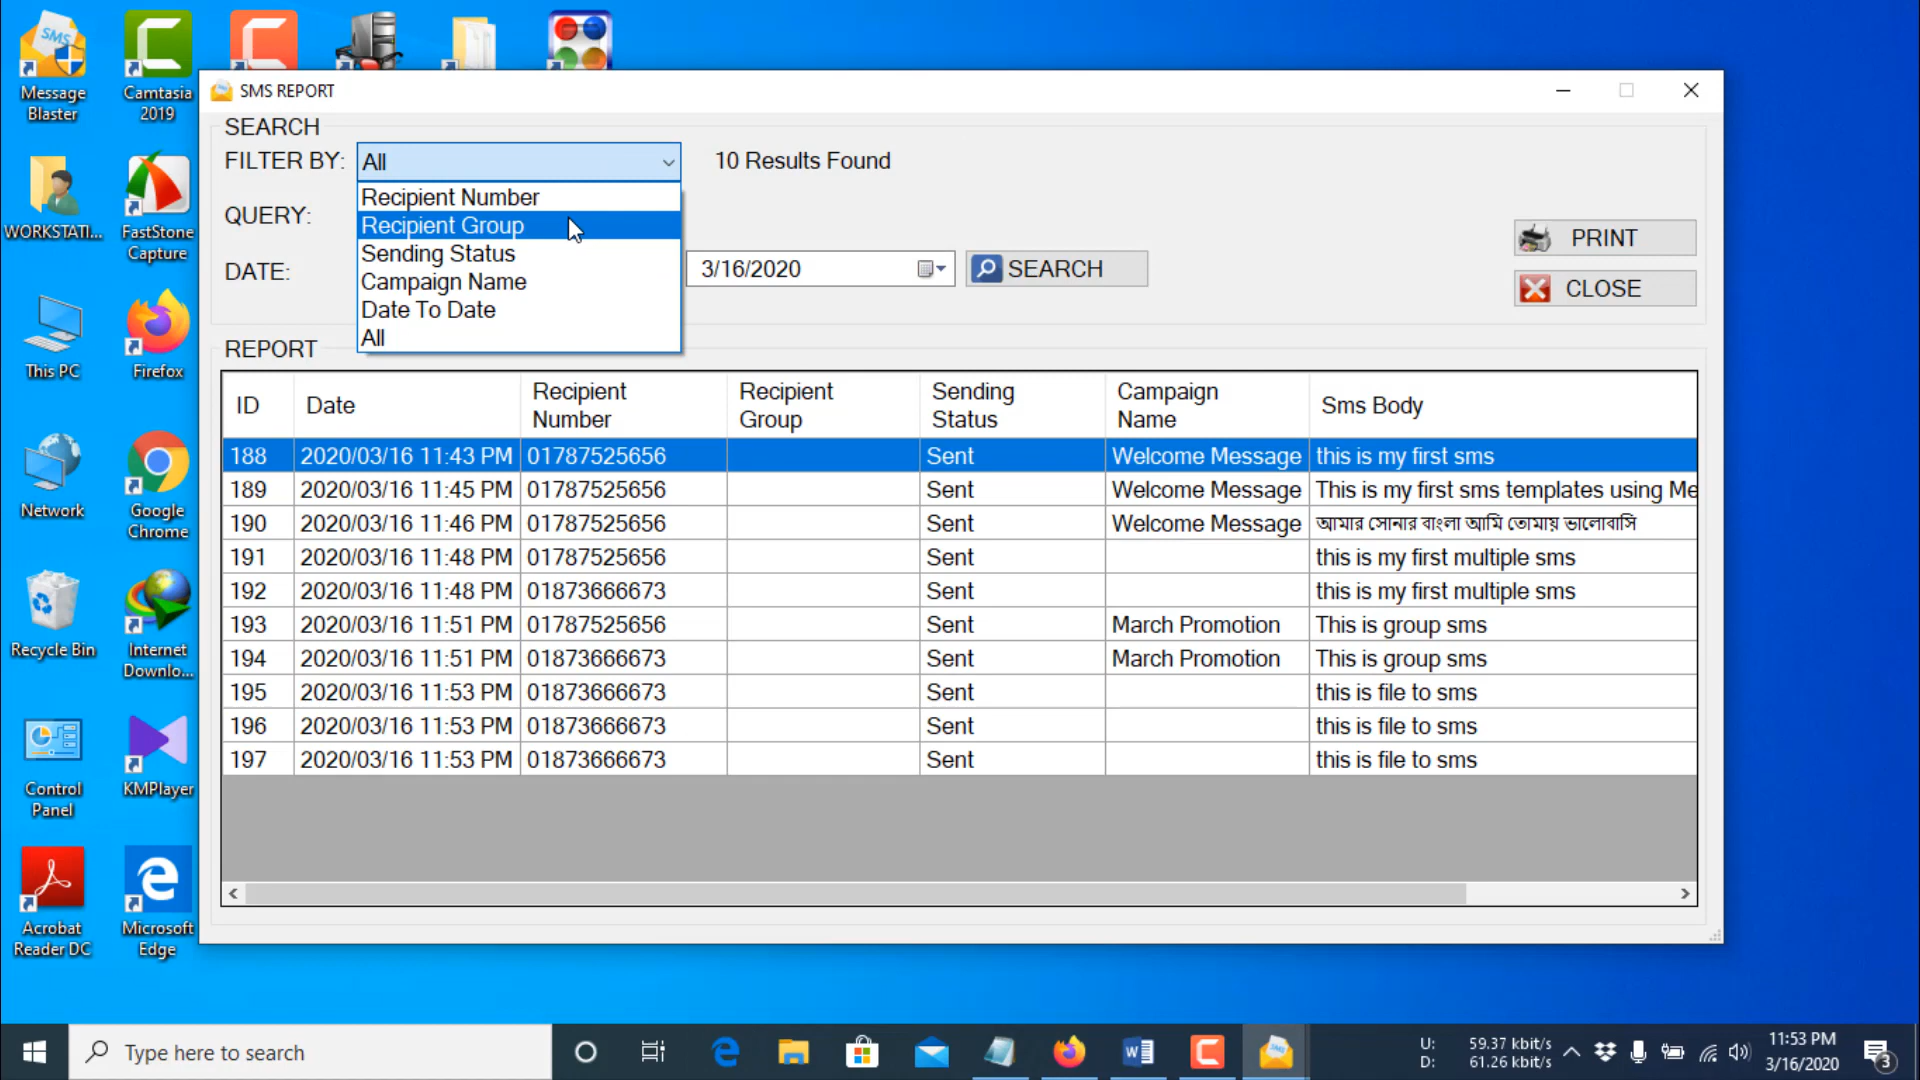 SMS
Message
Blaster
Camtasia
2019
WORKSTATI...
FastStone
Capture
This PC
Firefox
Network
Google
Chrome
Recycle Bin
Internet
Downlo...
Control
Panel
KMPlayer
Acrobat
Reader DC
Microsoft
Edge
SMS REPORT
SEARCH
FILTER BY: All
10 Results Found
Recipient Number
Recipient Group
Sending Status
Campaign Name
Date To Date
All
QUERY:
DATE:
3/16/2020
SEARCH
PRINT
CLOSE
REPORT
ID Date Recipient Number Recipient Group Sending Status Campaign Name Sms Body
188 2020/03/16 11:43 PM 01787525656 Sent Welcome Message this is my first sms
189 2020/03/16 11:45 PM 01787525656 Sent Welcome Message This is my first sms templates using Me
190 2020/03/16 11:46 PM 01787525656 Sent Welcome Message আমার সোনার বাংলা আমি তোমায় ভালোবাসি
191 2020/03/16 11:48 PM 01787525656 Sent this is my first multiple sms
192 2020/03/16 11:48 PM 01873666673 Sent this is my first multiple sms
193 2020/03/16 11:51 PM 01787525656 Sent March Promotion This is group sms
194 2020/03/16 11:51 PM 01873666673 Sent March Promotion This is group sms
195 2020/03/16 11:53 PM 01873666673 Sent this is file to sms
196 2020/03/16 11:53 PM 01873666673 Sent this is file to sms
197 2020/03/16 11:53 PM 01873666673 Sent this is file to sms
Type here to search
U: 59.37 kbit/s
D: 61.26 kbit/s
11:53 PM
3/16/2020
3